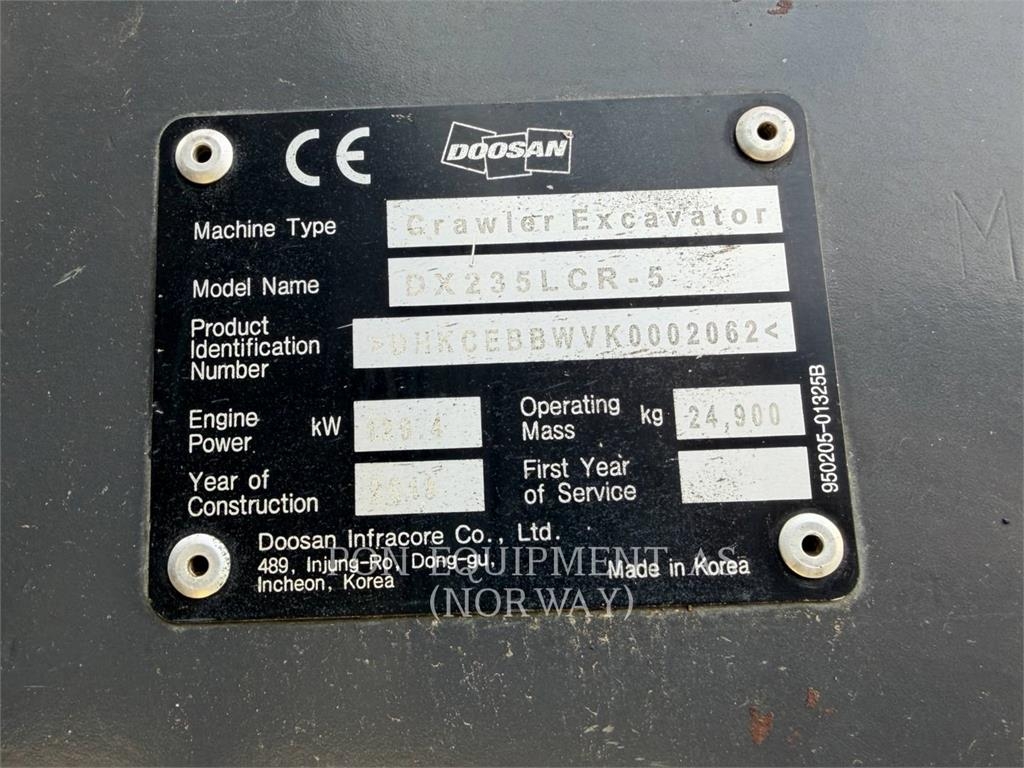 CE DOOSAN
Machine Type Crawler Excavator
Model Name DX235LCR-5
Product
Identification
Number >DHKCEBBWVK0002062<
Engine
Power kW
Operating
Mass kg 24,900
Year of
Construction
First Year
of Service
950205-01325B
Doosan Infracore Co., Ltd.
489, Injung-Ro, Dong-gu,
Incheon, Korea
Made in Korea
PON EQUIPMENT AS
(NORWAY)
M